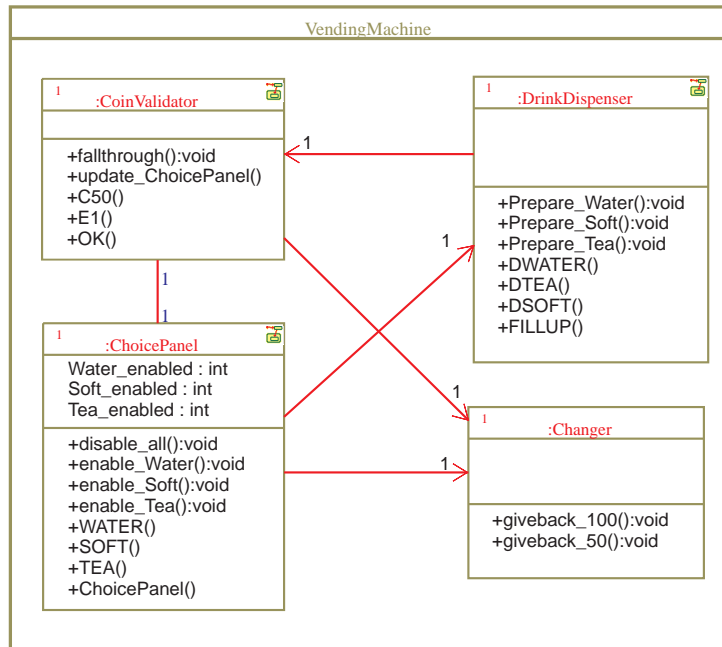 VendingMachine
1
:CoinValidator
+fallthrough():void
+update_ChoicePanel()
+C50()
+E1()
+OK()
1
:DrinkDispenser
+Prepare_Water():void
+Prepare_Soft():void
+Prepare_Tea():void
+DWATER()
+DTEA()
+DSOFT()
+FILLUP()
1
1
1
1
1
:ChoicePanel
Water_enabled : int
Soft_enabled : int
Tea_enabled : int
+disable_all():void
+enable_Water():void
+enable_Soft():void
+enable_Tea():void
+WATER()
+SOFT()
+TEA()
+ChoicePanel()
1
1
1
:Changer
+giveback_100():void
+giveback_50():void